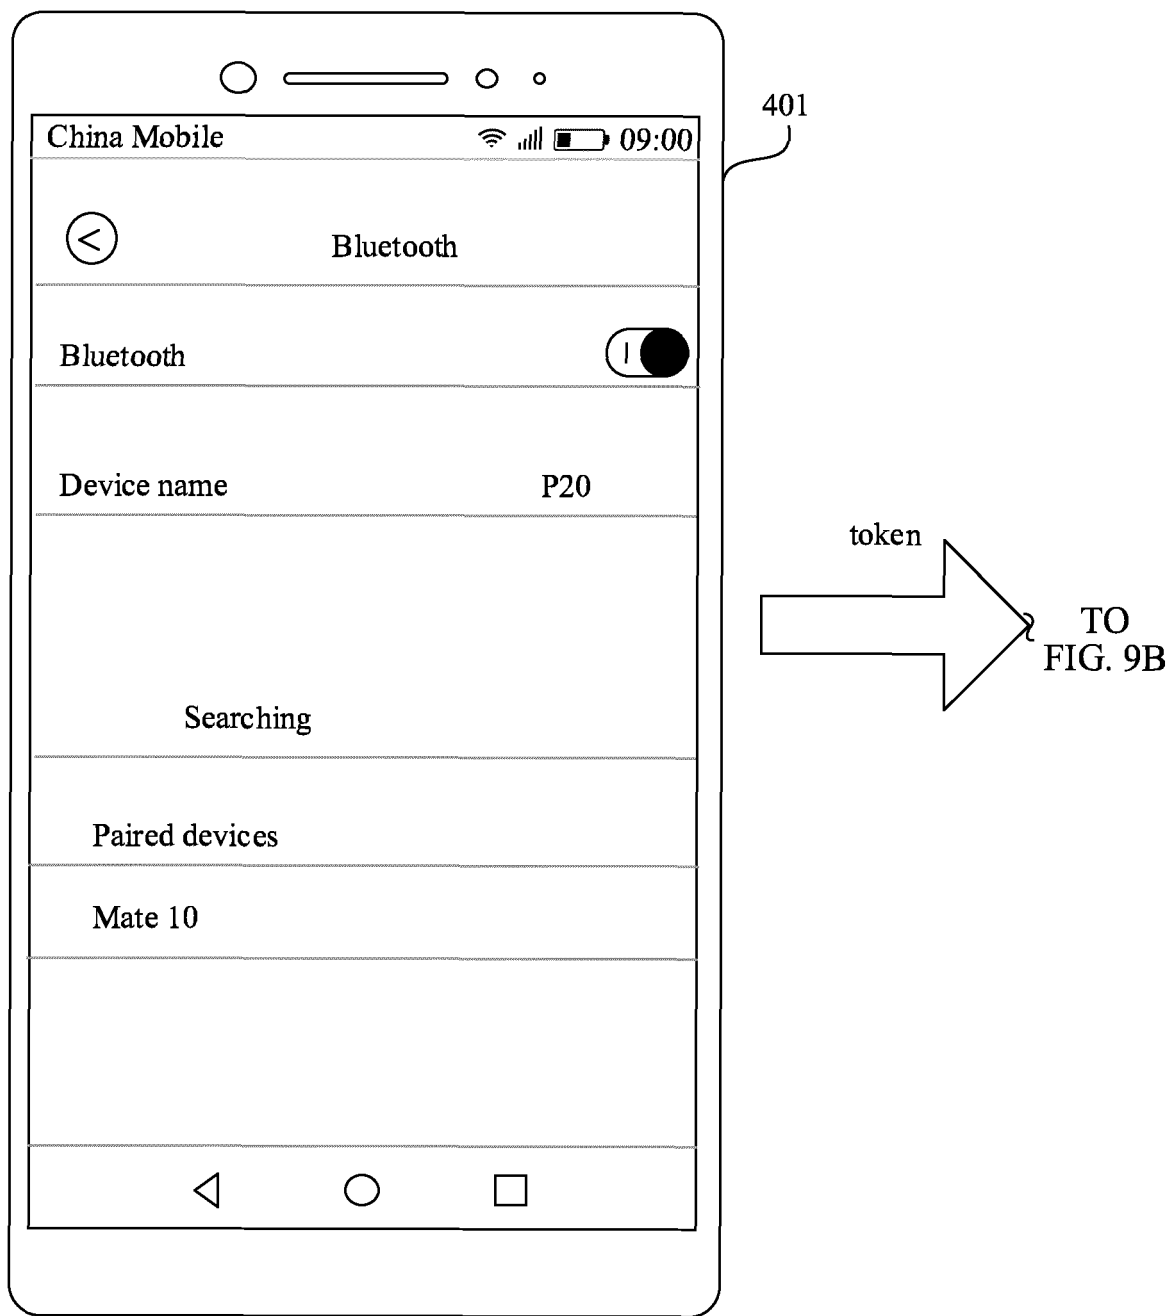 China Mobile 09:00
401
<
Bluetooth
Bluetooth
Device name P20
token
TO
FIG. 9B
Searching
Paired devices
Mate 10